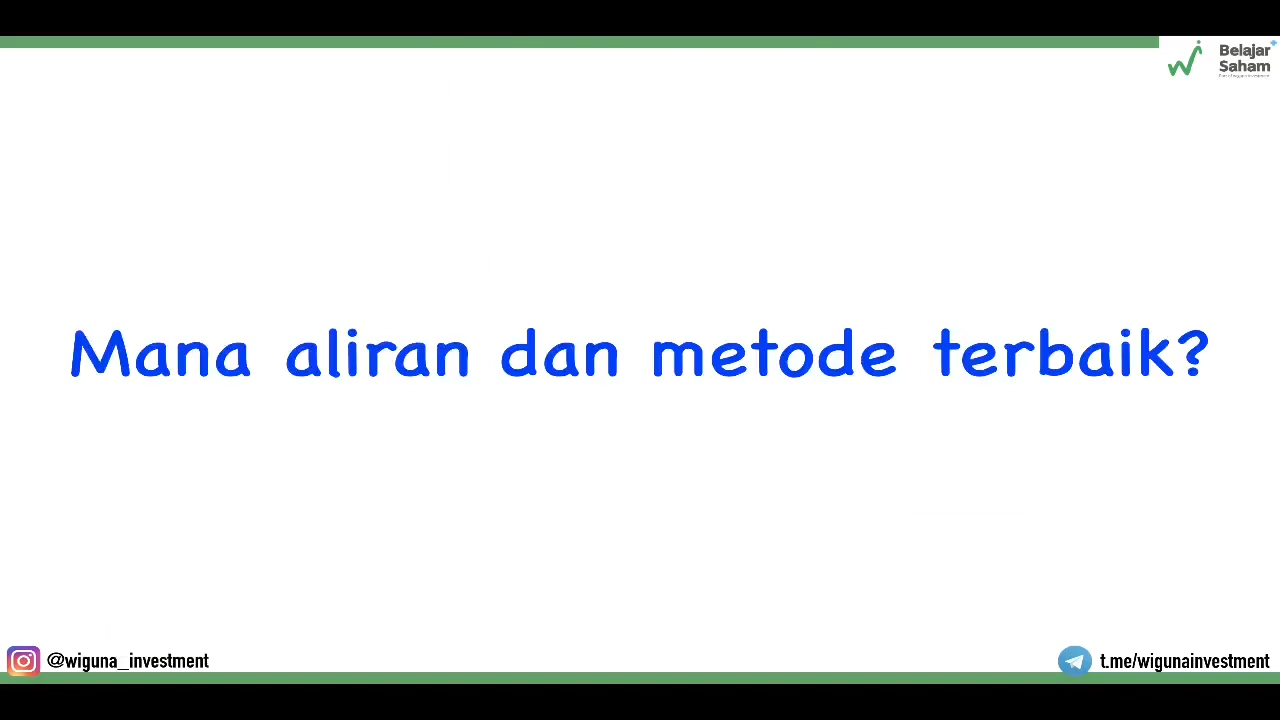 Belajar
Saham
Mana aliran dan metode terbaik?
@wiguna_investment
t.me/wigunainvestment